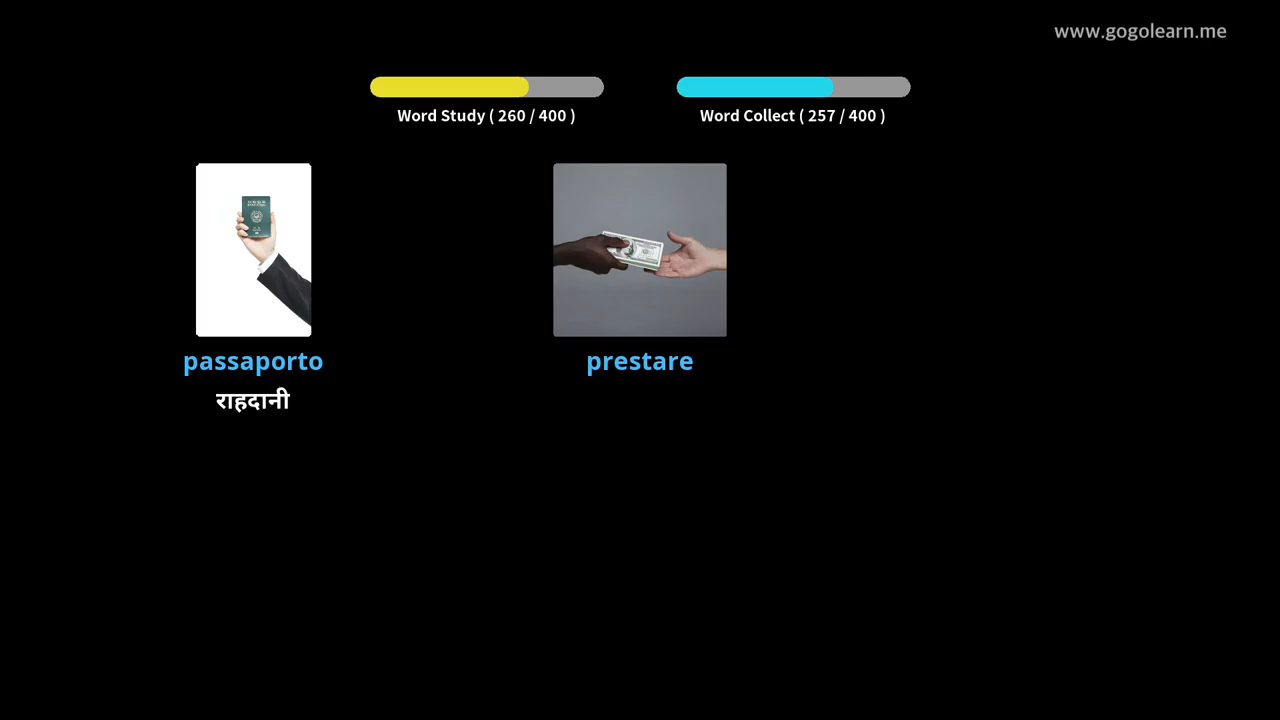 www.gogolearn.me
Word Study ( 260 / 400 )
Word Collect ( 257 / 400 )
passaporto
prestare
राहदानी